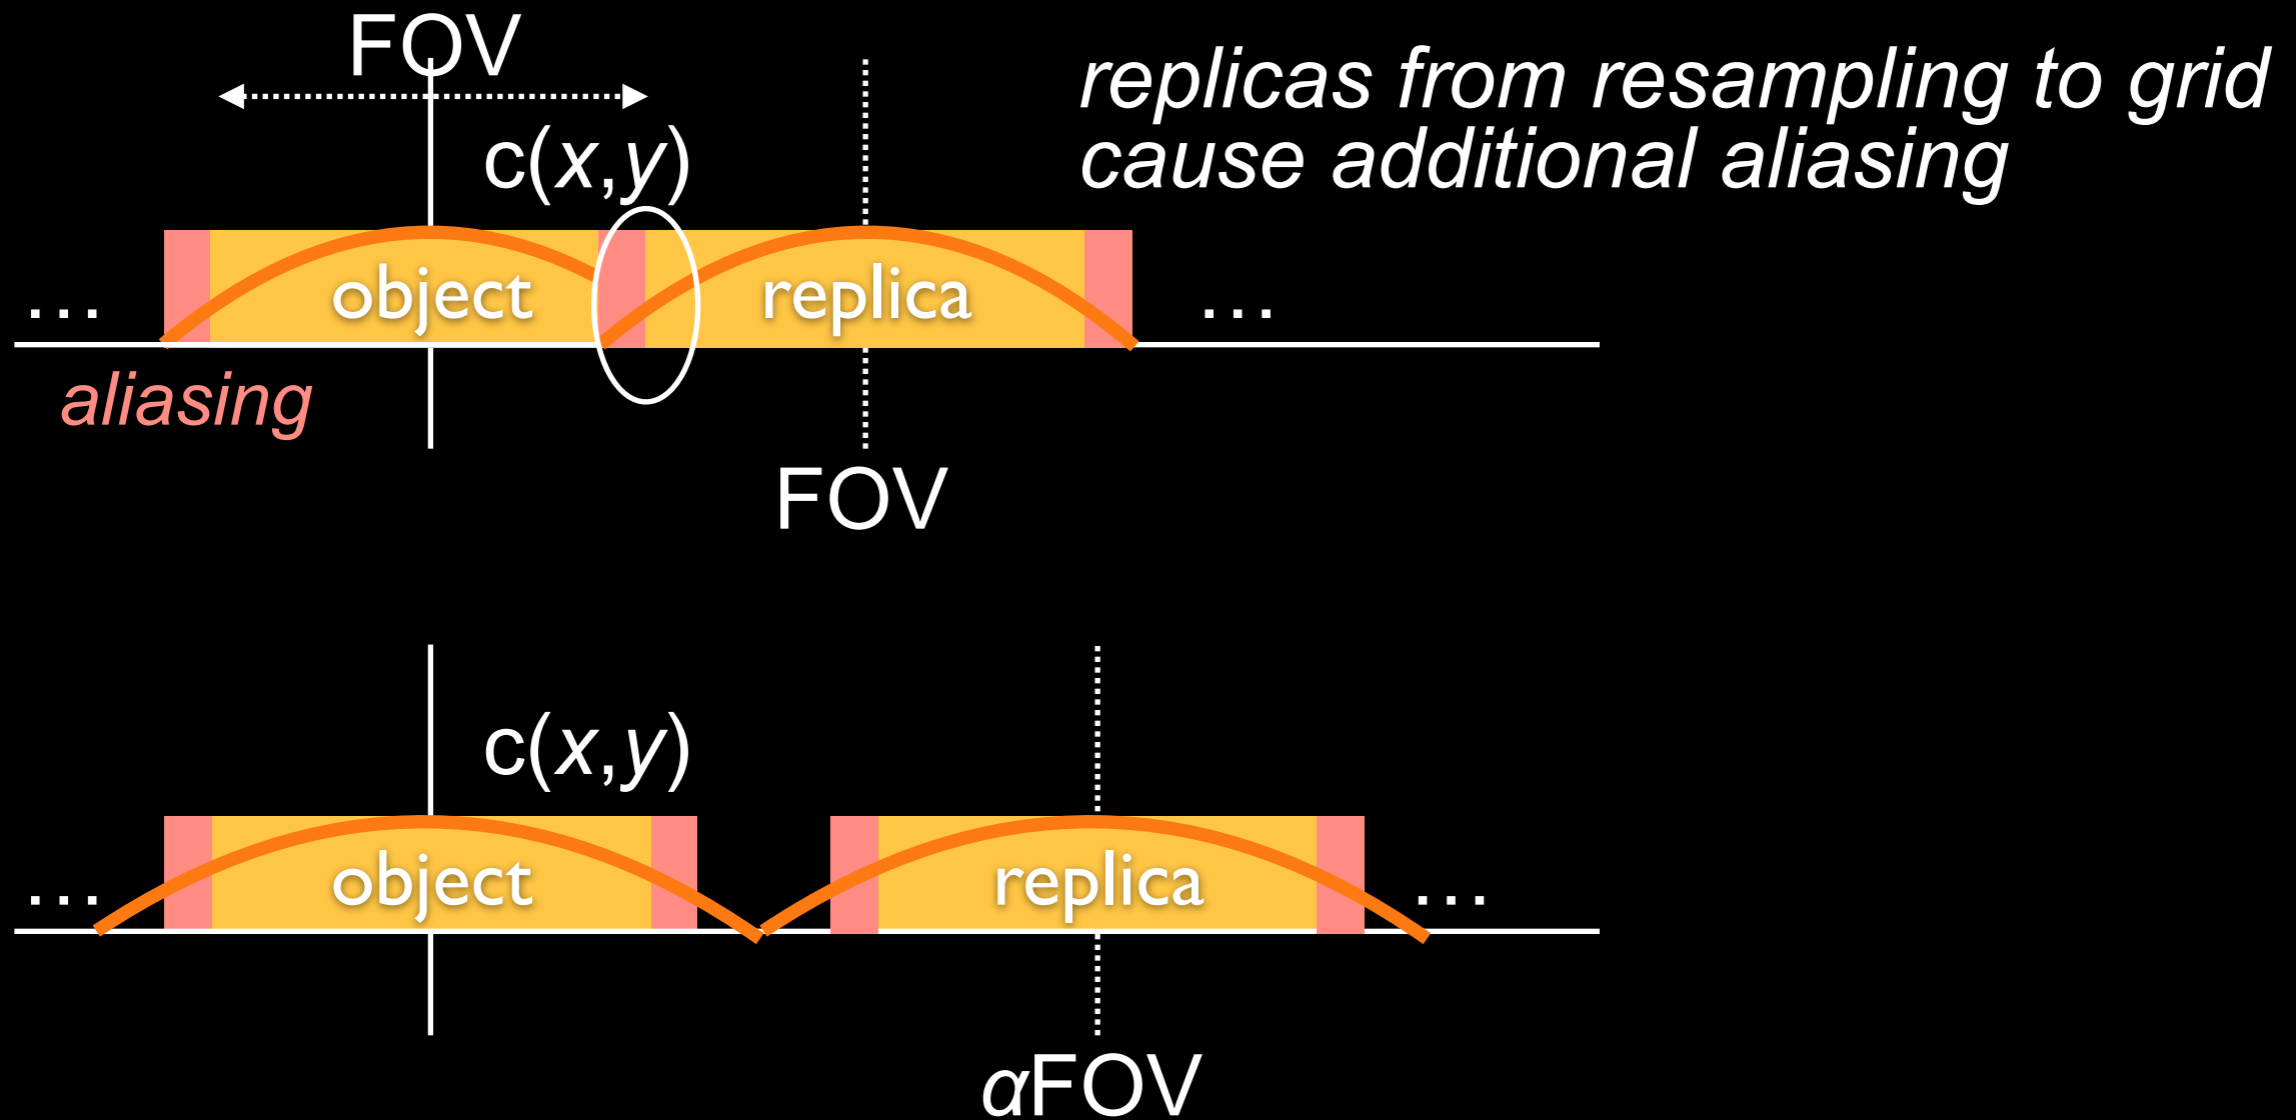 FOV
replicas from resampling to grid
cause additional aliasing
c(x,y)
... object replica ...
aliasing
FOV
c(x,y)
... object replica ...
αFOV